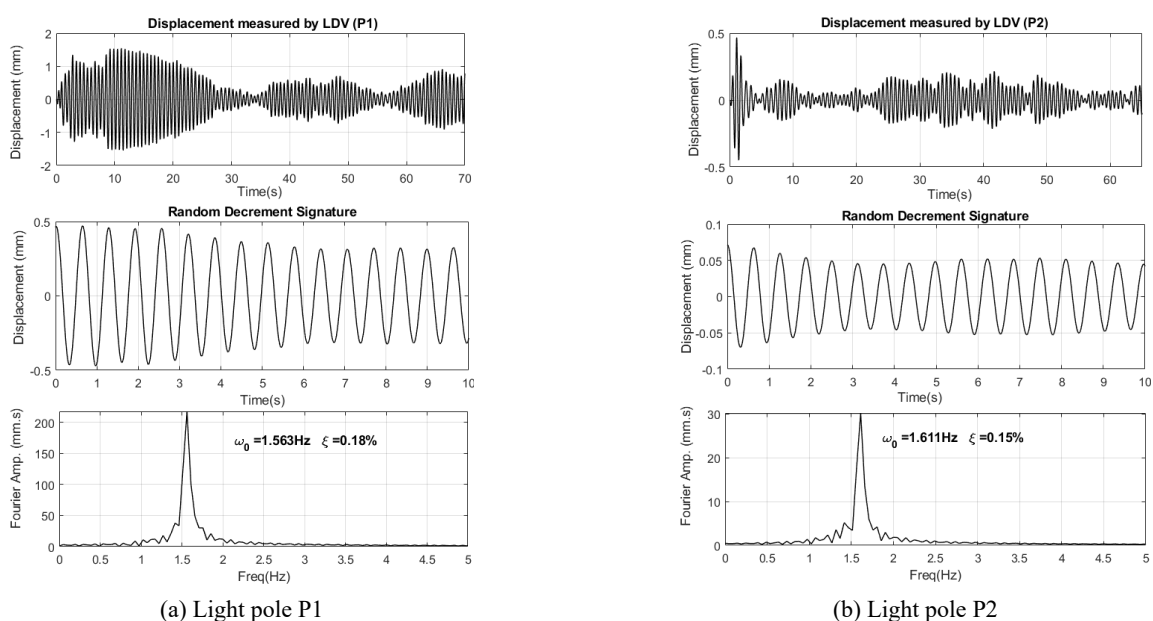 Displacement measured by LDV (P1)
Displacement (mm)
2
1
0
-1
-2
0 10 20 30 40 50 60 70
Time(s)
Random Decrement Signature
Displacement (mm)
0.5
0
-0.5
0 1 2 3 4 5 6 7 8 9 10
Time(s)
Fourier Amp. (mm.s)
200
150
100
50
0
ω0 =1.563Hz ξ =0.18%
0 0.5 1 1.5 2 2.5 3 3.5 4 4.5 5
Freq(Hz)
(a) Light pole P1
Displacement measured by LDV (P2)
Displacement (mm)
0.5
0
-0.5
0 10 20 30 40 50 60
Time(s)
Random Decrement Signature
Displacement (mm)
0.1
0.05
0
-0.05
-0.1
0 1 2 3 4 5 6 7 8 9 10
Time(s)
Fourier Amp. (mm.s)
30
20
10
0
ω0 =1.611Hz ξ =0.15%
0 0.5 1 1.5 2 2.5 3 3.5 4 4.5 5
Freq(Hz)
(b) Light pole P2